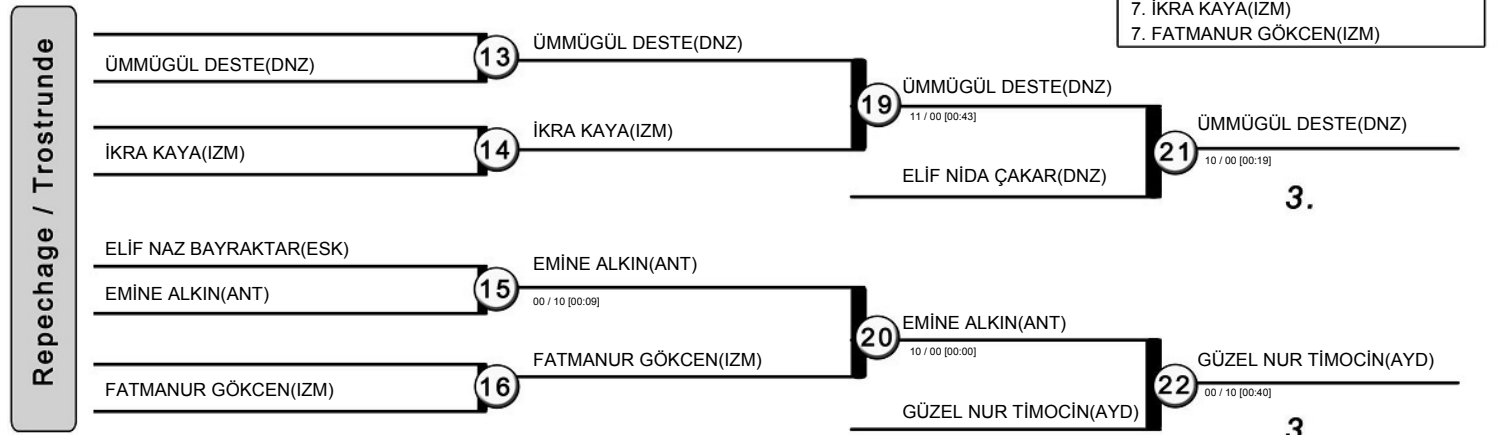 7. İKRA KAYA(IZM)
7. FATMANUR GÖKCEN(IZM)
Repechage / Trostrunde
ÜMMÜGÜL DESTE(DNZ)
13
ÜMMÜGÜL DESTE(DNZ)
İKRA KAYA(IZM)
14
İKRA KAYA(IZM)
19
ÜMMÜGÜL DESTE(DNZ)
11 / 00 [00:43]
ELİF NİDA ÇAKAR(DNZ)
21
ÜMMÜGÜL DESTE(DNZ)
10 / 00 [00:19]
3.
ELİF NAZ BAYRAKTAR(ESK)
EMİNE ALKIN(ANT)
15
EMİNE ALKIN(ANT)
00 / 10 [00:09]
FATMANUR GÖKCEN(IZM)
16
FATMANUR GÖKCEN(IZM)
20
EMİNE ALKIN(ANT)
10 / 00 [00:00]
GÜZEL NUR TİMOCİN(AYD)
22
GÜZEL NUR TİMOCİN(AYD)
00 / 10 [00:40]
3